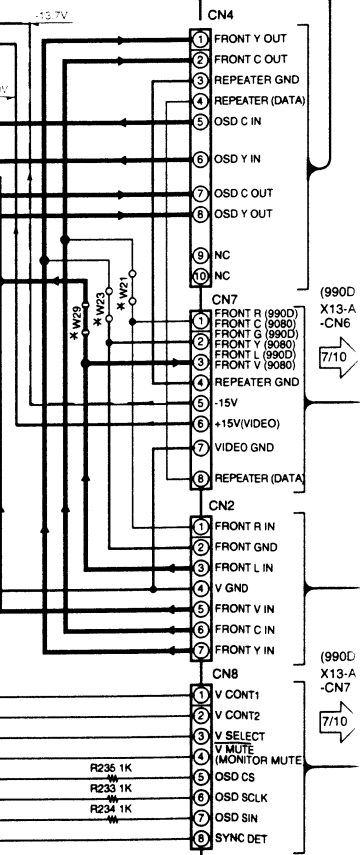 -13.7V
CN4
1 FRONT Y OUT
2 FRONT C OUT
3 REPEATER GND
4 REPEATER (DATA)
5 OSD C IN
6 OSD Y IN
7 OSD C OUT
8 OSD Y OUT
9 NC
10 NC
* W29
* W23
* W21
CN7
1 FRONT R (990D)
FRONT C (9080)
2 FRONT G (990D)
FRONT Y (9080)
3 FRONT L (990D)
FRONT V (9080)
4 REPEATER GND
5 -15V
6 +15V(VIDEO)
7 VIDEO GND
8 REPEATER (DATA)
(990D
X13-A
-CN6
7/10
CN2
1 FRONT R IN
2 FRONT GND
3 FRONT L IN
4 V GND
5 FRONT V IN
6 FRONT C IN
7 FRONT Y IN
CN8
1 V CONT1
2 V CONT2
3 V SELECT
4 V MUTE
(MONITOR MUTE
R235 1K
5 OSD CS
R233 1K
6 OSD SCLK
R234 1K
7 OSD SIN
8 SYNC DET
(990D
X13-A
-CN7
7/10